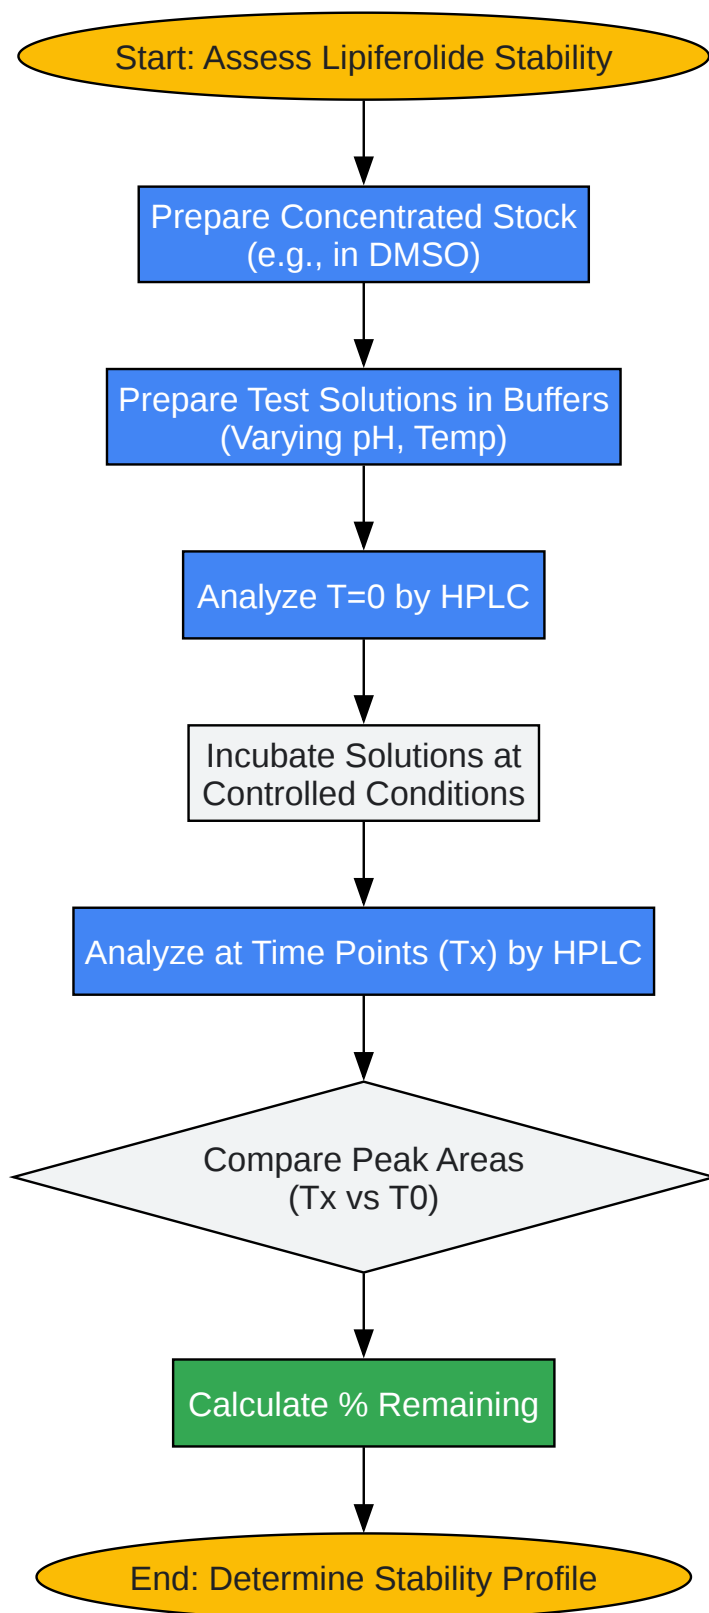 Start: Assess Lipiferolide Stability
Prepare Concentrated Stock
(e.g., in DMSO)
Prepare Test Solutions in Buffers
(Varying pH, Temp)
Analyze T=0 by HPLC
Incubate Solutions at
Controlled Conditions
Analyze at Time Points (Tx) by HPLC
Compare Peak Areas
(Tx vs T0)
Calculate % Remaining
End: Determine Stability Profile